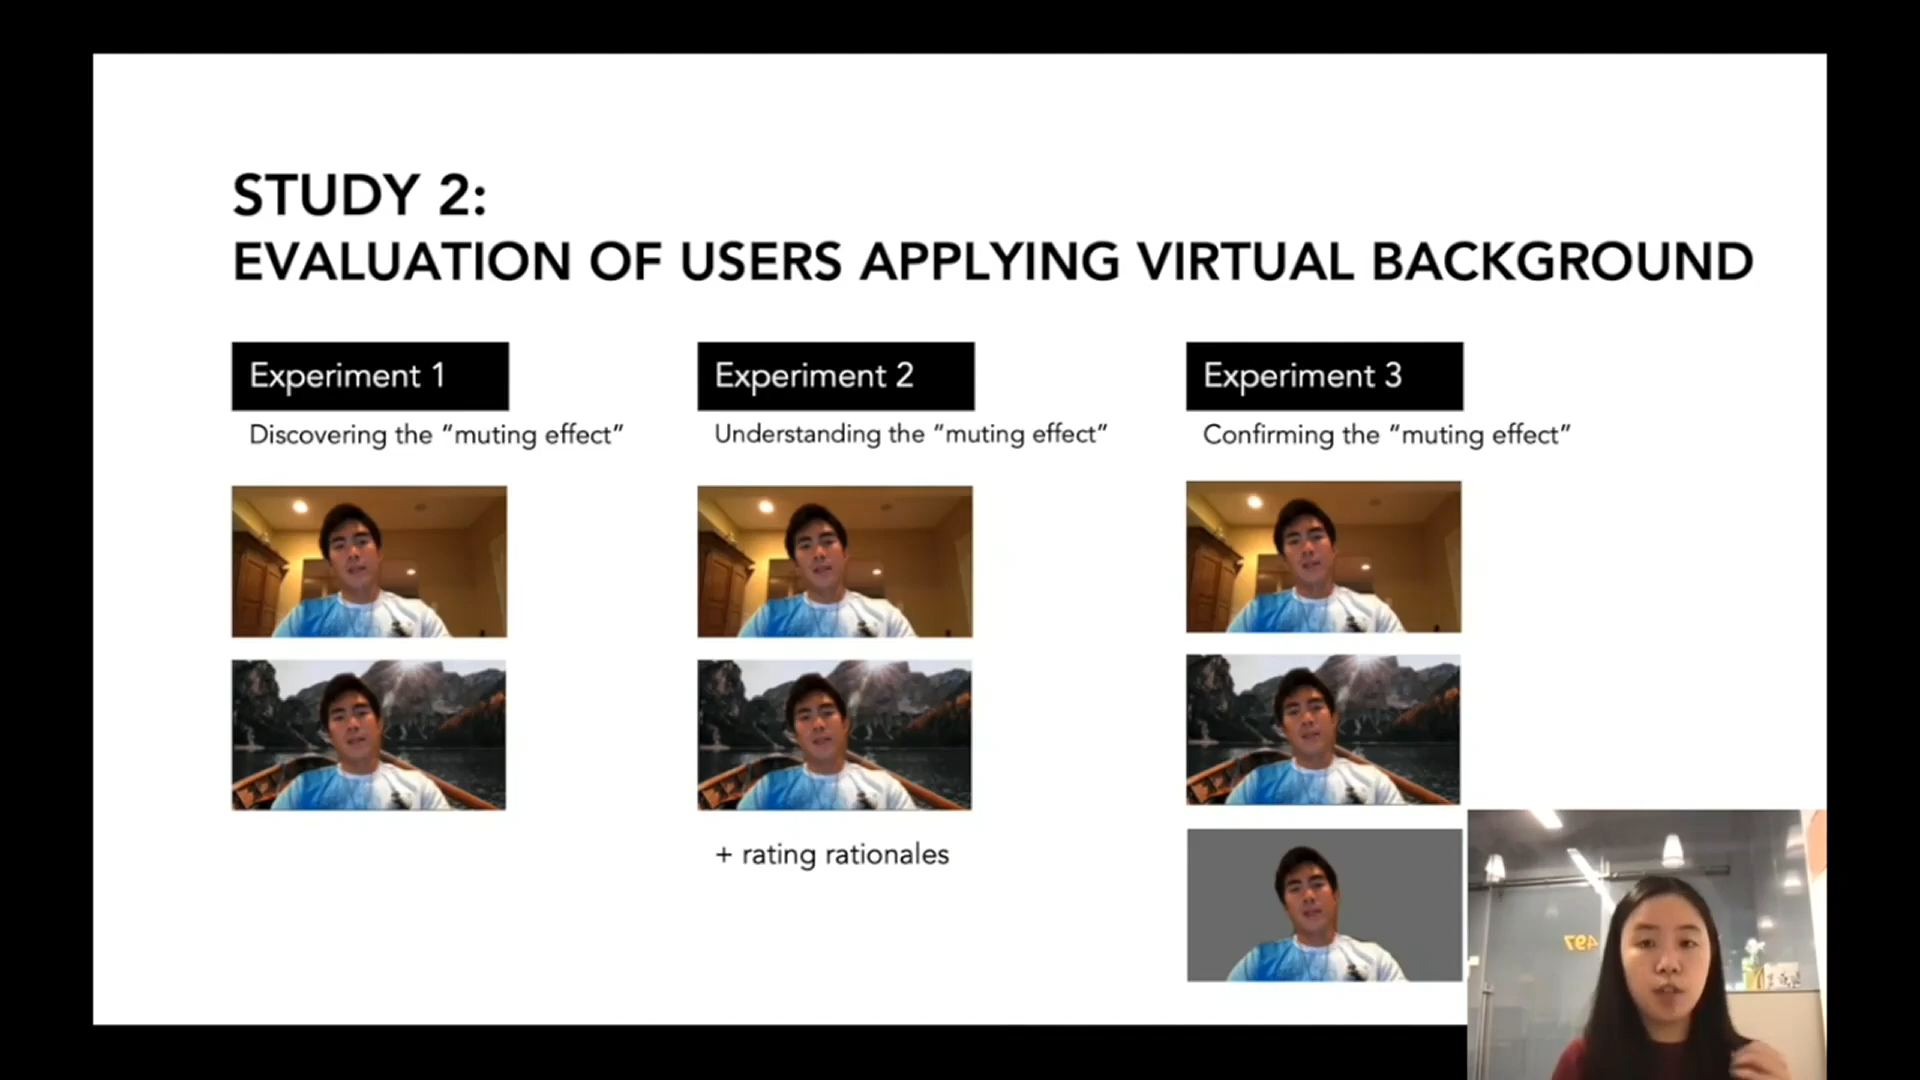 STUDY 2:
EVALUATION OF USERS APPLYING VIRTUAL BACKGROUND
Experiment 1
Discovering the “muting effect”
Experiment 2
Understanding the “muting effect”
+ rating rationales
Experiment 3
Confirming the “muting effect”
497